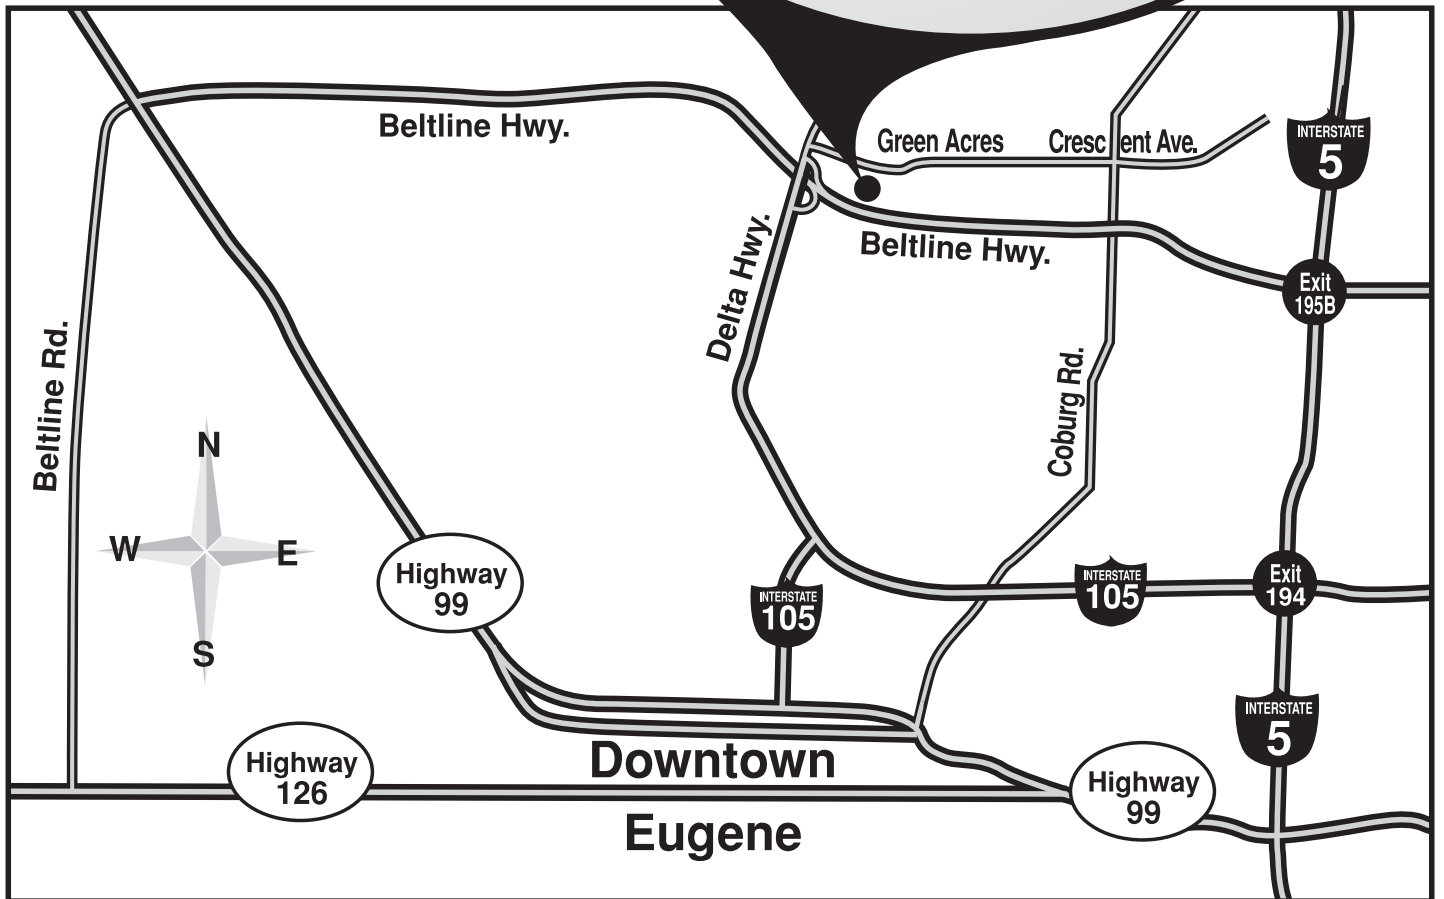 Beltline Hwy.
Green Acres
Crescent Ave.
INTERSTATE
5
Delta Hwy.
Beltline Hwy.
Exit
195B
Beltline Rd.
Coburg Rd.
N
W
E
S
Highway
99
INTERSTATE
105
INTERSTATE
105
Exit
194
INTERSTATE
5
Highway
126
Downtown
Eugene
Highway
99